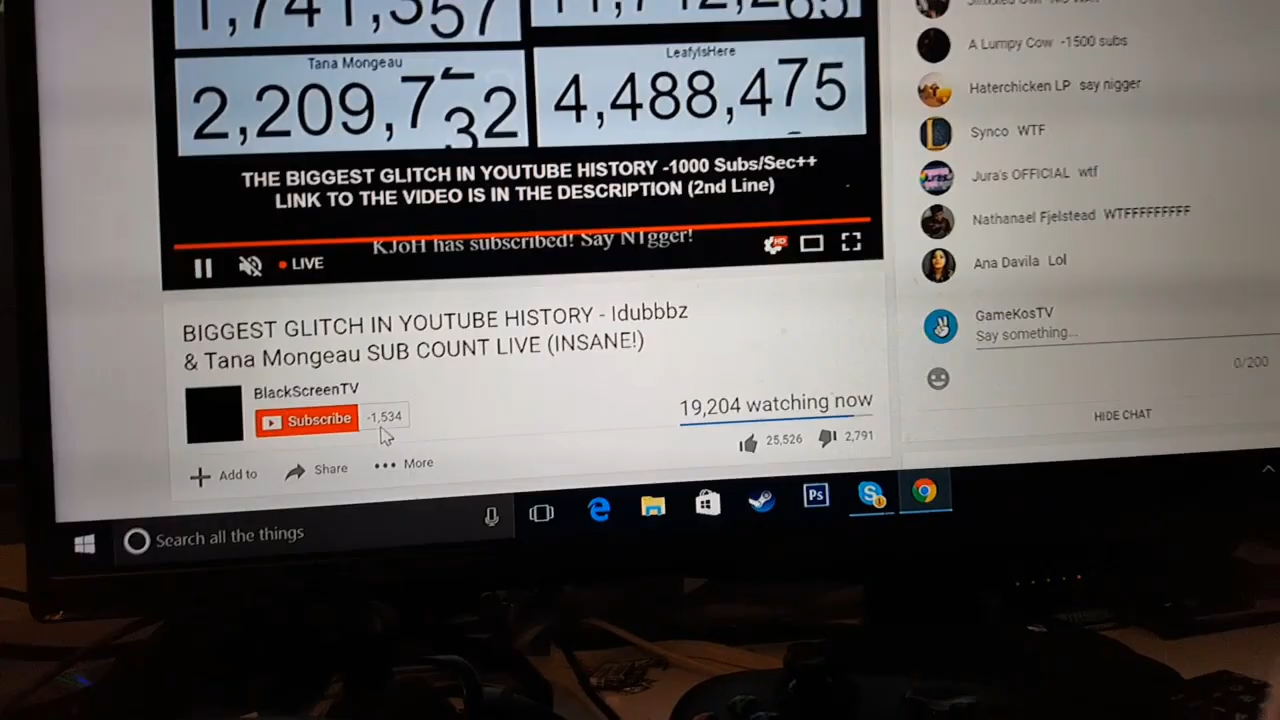 1,741,357
Tana Mongeau
2,209,732
LeafyIsHere
4,488,475
THE BIGGEST GLITCH IN YOUTUBE HISTORY -1000 Subs/Sec++
LINK TO THE VIDEO IS IN THE DESCRIPTION (2nd Line)
KJoH has subscribed! Say N1gger!
LIVE
HD
BIGGEST GLITCH IN YOUTUBE HISTORY - Idubbbz
& Tana Mongeau SUB COUNT LIVE (INSANE!)
BlackScreenTV
Subscribe -1,534
19,204 watching now
25,526 2,791
Add to Share More
A Lumpy Cow -1500 subs
Haterchicken LP say nigger
Synco WTF
Jura's OFFICIAL wtf
Nathanael Fjelstead WTFFFFFFFFF
Ana Davila Lol
GameKosTV
Say something...
0/200
HIDE CHAT
Search all the things
Ps